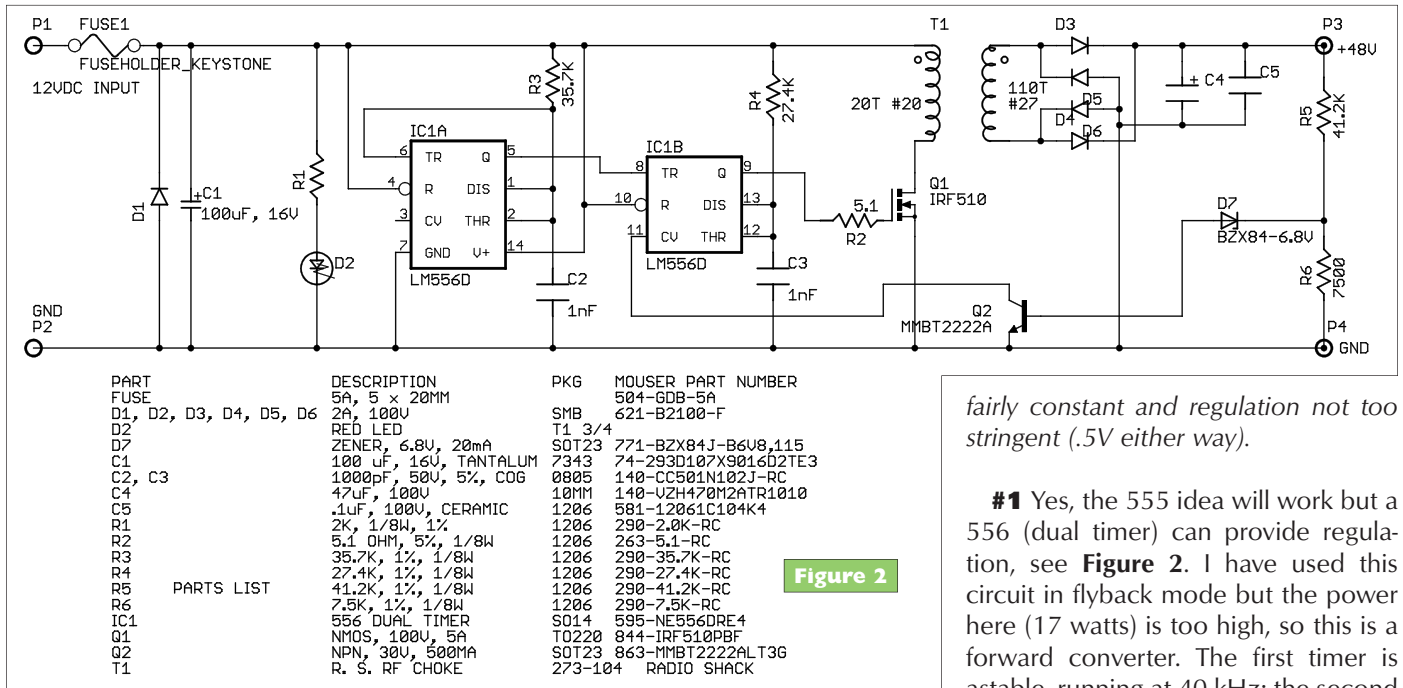 P1 FUSE1
FUSEHOLDER_KEYSTONE
12VDC INPUT
T1
D3
P3
+48V
R3
35.7K
R4
27.4K
20T #20
110T
#27
D5
D4
D6
+ C4
C5
R5
41.2K
IC1A
6 TR Q 5
4 R DIS 1
3 CV THR 2
7 GND V+ 14
LM556D
IC1B
8 TR Q 9
10 R DIS 13
11 CV THR 12
LM556D
R1
D1
+C1
100uF, 16V
D2
C2
1nF
C3
1nF
5.1
R2
Q1
IRF510
D7
BZX84-6.8V
R6
7500
Q2
MMBT2222A
GND
P2
P4
GND
PART DESCRIPTION PKG MOUSER PART NUMBER
FUSE 5A, 5 x 20MM 504-GDB-5A
D1, D2, D3, D4, D5, D6 2A, 100V SMB 621-B2100-F
D2 RED LED T1 3/4
D7 ZENER, 6.8V, 20mA SOT23 771-BZX84J-B6V8,115
C1 100 uF, 16V, TANTALUM 7343 74-293D107X9016D2TE3
C2, C3 1000pF, 50V, 5%, COG 0805 140-CC501N102J-RC
C4 47uF, 100V 10MM 140-VZH470M2ATR1010
C5 .1uF, 100V, CERAMIC 1206 581-12061C104K4
R1 2K, 1/8W, 1% 1206 290-2.0K-RC
R2 5.1 OHM, 5%, 1/8W 1206 263-5.1-RC
R3 35.7K, 1%, 1/8W 1206 290-35.7K-RC
R4 27.4K, 1%, 1/8W 1206 290-27.4K-RC
R5 PARTS LIST 41.2K, 1%, 1/8W 1206 290-41.2K-RC
R6 7.5K, 1%, 1/8W 1206 290-7.5K-RC
IC1 556 DUAL TIMER SO14 595-NE556DRE4
Q1 NMOS, 100V, 5A TO220 844-IRF510PBF
Q2 NPN, 30V, 500MA SOT23 863-MMBT2222ALT3G
T1 R. S. RF CHOKE 273-104 RADIO SHACK
Figure 2
fairly constant and regulation not too
stringent (.5V either way).
#1 Yes, the 555 idea will work but a
556 (dual timer) can provide regula-
tion, see Figure 2. I have used this
circuit in flyback mode but the power
here (17 watts) is too high, so this is a
forward converter. The first timer is
astable, running at 40 kHz; the second